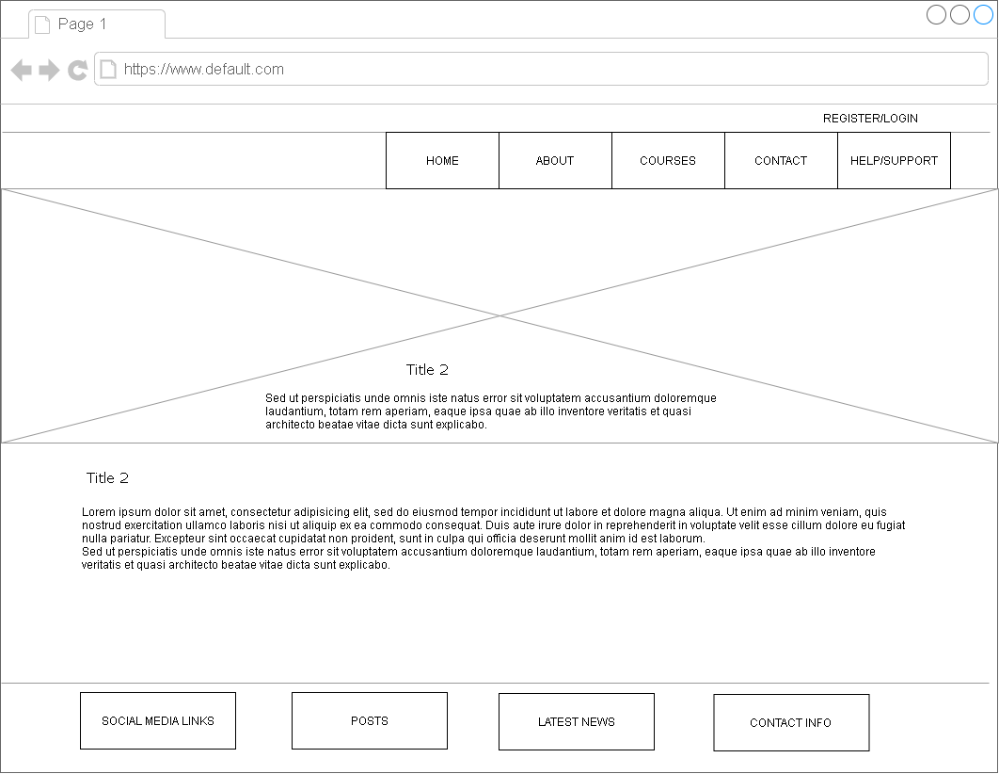 Page 1
https://www.default.com
REGISTER/LOGIN
HOME ABOUT COURSES CONTACT HELP/SUPPORT
Title 2
Sed ut perspiciatis unde omnis iste natus error sit voluptatem accusantium doloremque
laudantium, totam rem aperiam, eaque ipsa quae ab illo inventore veritatis et quasi
architecto beatae vitae dicta sunt explicabo.
Title 2
Lorem ipsum dolor sit amet, consectetur adipisicing elit, sed do eiusmod tempor incididunt ut labore et dolore magna aliqua. Ut enim ad minim veniam, quis
nostrud exercitation ullamco laboris nisi ut aliquip ex ea commodo consequat. Duis aute irure dolor in reprehenderit in voluptate velit esse cillum dolore eu fugiat
nulla pariatur. Excepteur sint occaecat cupidatat non proident, sunt in culpa qui officia deserunt mollit anim id est laborum.
Sed ut perspiciatis unde omnis iste natus error sit voluptatem accusantium doloremque laudantium, totam rem aperiam, eaque ipsa quae ab illo inventore
veritatis et quasi architecto beatae vitae dicta sunt explicabo.
SOCIAL MEDIA LINKS POSTS LATEST NEWS CONTACT INFO